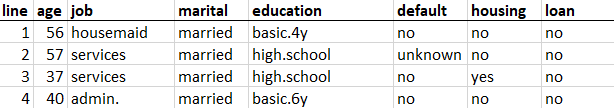 line age job marital education default housing loan
1 56 housemaid married basic.4y no no no
2 57 services married high.school unknown no no
3 37 services married high.school no yes no
4 40 admin. married basic.6y no no no